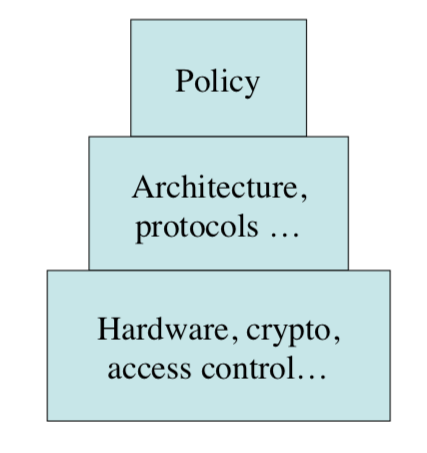 Policy
Architecture,
protocols …
Hardware, crypto,
access control…